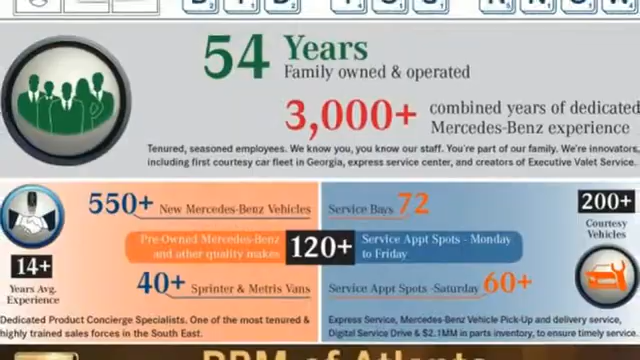 DID YOU KNOW
54 Years
Family owned & operated
3,000+ combined years of dedicated
Mercedes-Benz experience
Tenured, seasoned employees. We know you, you know our staff. You're part of our family. We're innovators,
including first courtesy car fleet in Georgia, express service center, and creators of Executive Valet Service.
14+
Years Avg.
Experience
550+ New Mercedes-Benz Vehicles
Pre-Owned Mercedes-Benz
and other quality makes
120+
40+ Sprinter & Metris Vans
Dedicated Product Concierge Specialists. One of the most tenured &
highly trained sales forces in the South East.
Service Bays 72
Service Appt Spots - Monday
to Friday
Service Appt Spots -Saturday 60+
200+
Courtesy
Vehicles
Express Service, Mercedes-Benz Vehicle Pick-Up and delivery service,
Digital Service Drive & $2.1MM in parts inventory, to ensure timely service.
RBM of Atlanta